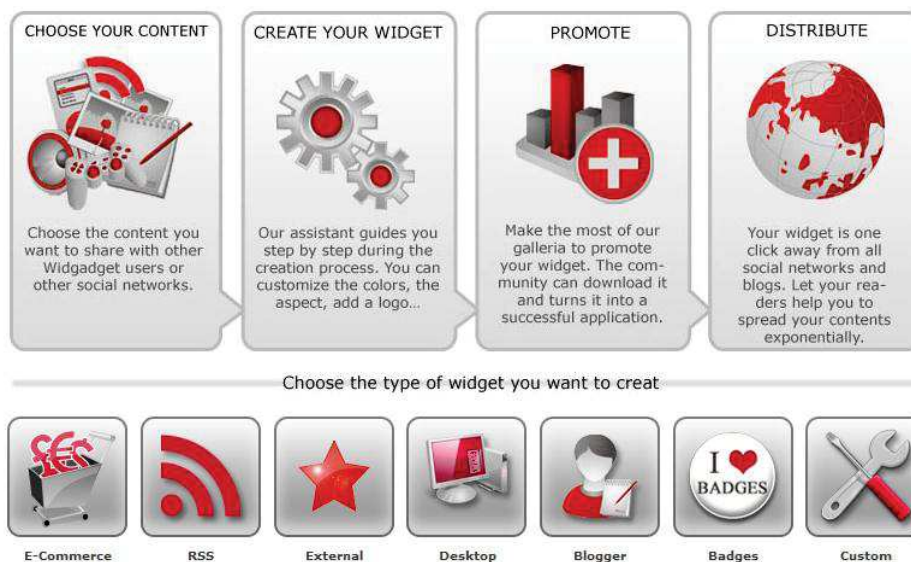 CHOOSE YOUR CONTENT
Choose the content you
want to share with other
Widgadget users or
other social networks.
CREATE YOUR WIDGET
Our assistant guides you
step by step during the
creation process. You can
customize the colors, the
aspect, add a logo...
PROMOTE
Make the most of our
galleria to promote
your widget. The com-
munity can download it
and turns it into a
successful application.
DISTRIBUTE
Your widget is one
click away from all
social networks and
blogs. Let your rea-
ders help you to
spread your contents
exponentially.
Choose the type of widget you want to creat
£€$
I ❤
BADGES
E-Commerce
RSS
External
Desktop
Blogger
Badges
Custom